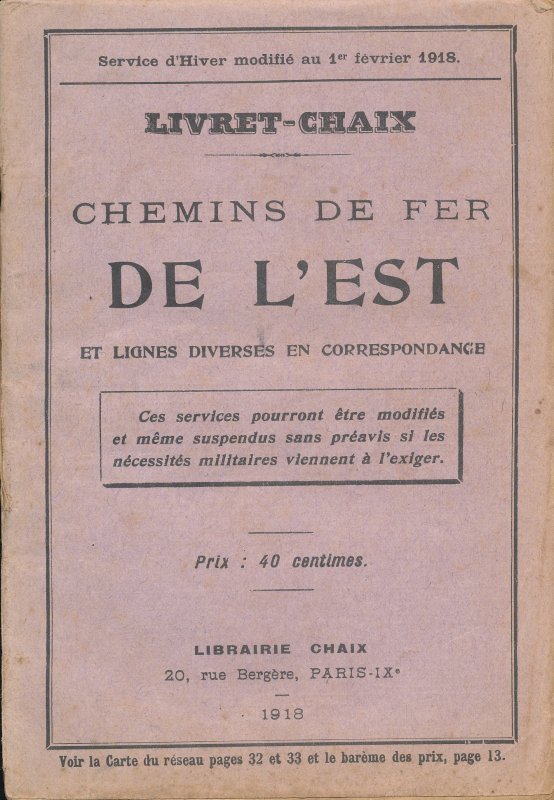 Service d'Hiver modifié au 1er février 1918.
LIVRET-CHAIX
CHEMINS DE FER
DE L'EST
ET LIGNES DIVERSES EN CORRESPONDANCE
Ces services pourront être modifiés
et même suspendus sans préavis si les
nécessités militaires viennent à l'exiger.
Prix : 40 centimes.
LIBRAIRIE CHAIX
20, rue Bergère, PARIS-IXe
1918
Voir la Carte du réseau pages 32 et 33 et le barème des prix, page 13.